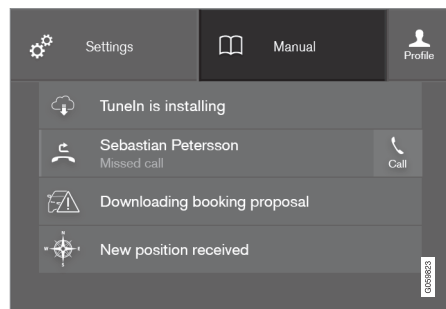 Settings
Manual
Profile
TuneIn is installing
Sebastian Petersson
Missed call
Call
Downloading booking proposal
N
W
E
S
New position received
G059823